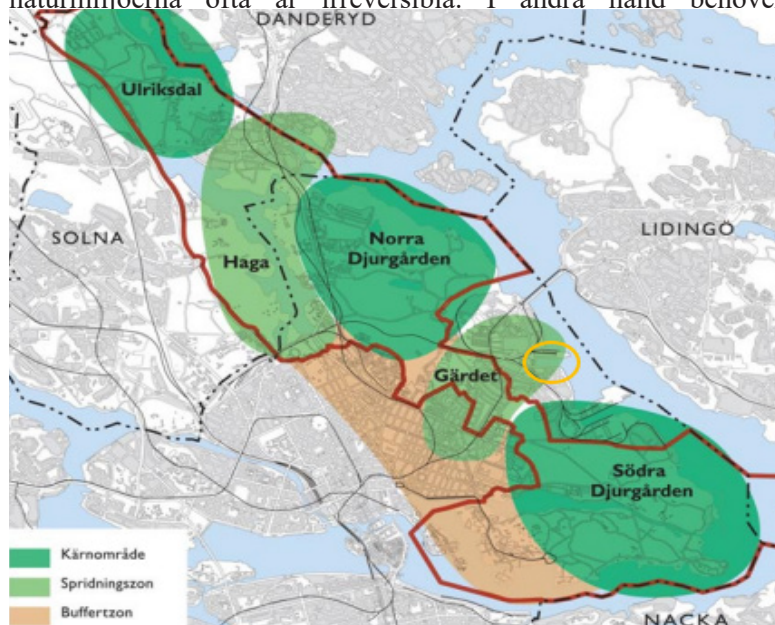 naturmiljöerna ofta är irreversibla. I andra hand behöve
DANDERYD
Ulriksdal
SOLNA
LIDINGÖ
Norra
Djurgården
Haga
Gärdet
Södra
Djurgården
Kärnområde
Spridningszon
Buffertzon
NACKA